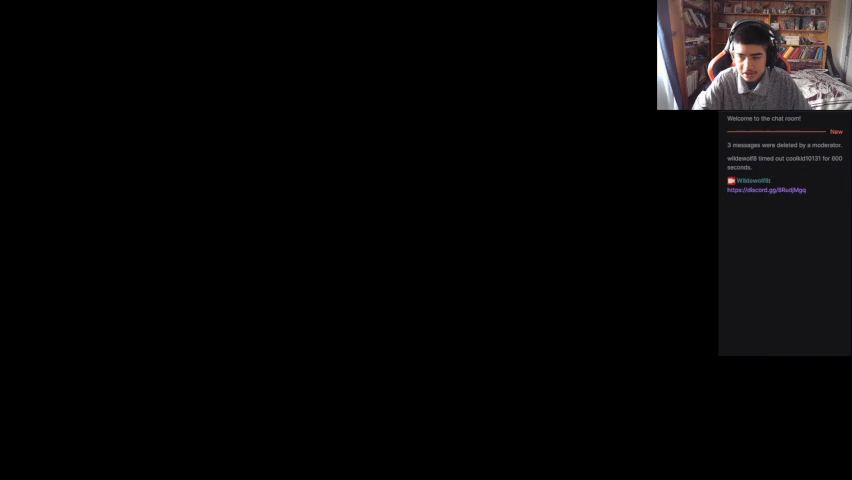 Welcome to the chat room!
New
3 messages were deleted by a moderator.
wildewolf8 timed out coolkid10131 for 600
seconds.
Wildewolf8:
https://discord.gg/8RudjMgq